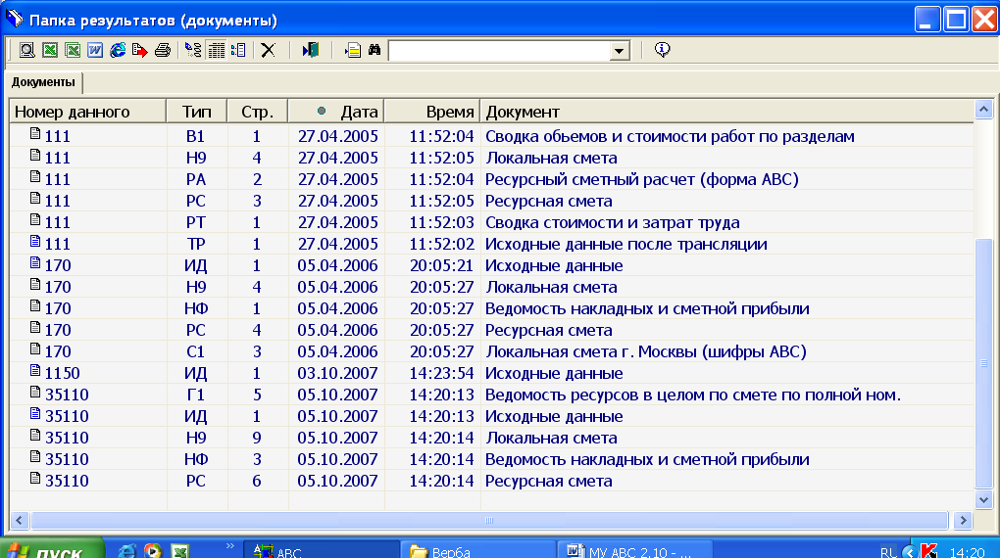 Папка результатов (документы)
Документы
Номер данного Тип Стр. Дата Время Документ
111 В1 1 27.04.2005 11:52:04 Сводка обьемов и стоимости работ по разделам
111 Н9 4 27.04.2005 11:52:05 Локальная смета
111 РА 2 27.04.2005 11:52:04 Ресурсный сметный расчет (форма АВС)
111 РС 3 27.04.2005 11:52:05 Ресурсная смета
111 РТ 1 27.04.2005 11:52:03 Сводка стоимости и затрат труда
111 ТР 1 27.04.2005 11:52:02 Исходные данные после трансляции
170 ИД 1 05.04.2006 20:05:21 Исходные данные
170 Н9 4 05.04.2006 20:05:27 Локальная смета
170 НФ 1 05.04.2006 20:05:27 Ведомость накладных и сметной прибыли
170 РС 4 05.04.2006 20:05:27 Ресурсная смета
170 С1 3 05.04.2006 20:05:27 Локальная смета г. Москвы (шифры АВС)
1150 ИД 1 03.10.2007 14:23:54 Исходные данные
35110 Г1 5 05.10.2007 14:20:13 Ведомость ресурсов в целом по смете по полной ном.
35110 ИД 1 05.10.2007 14:20:13 Исходные данные
35110 Н9 9 05.10.2007 14:20:14 Локальная смета
35110 НФ 3 05.10.2007 14:20:14 Ведомость накладных и сметной прибыли
35110 РС 6 05.10.2007 14:20:14 Ресурсная смета
пуск » АВС Верба МУ АВС 2.10 - ... RU 14:20